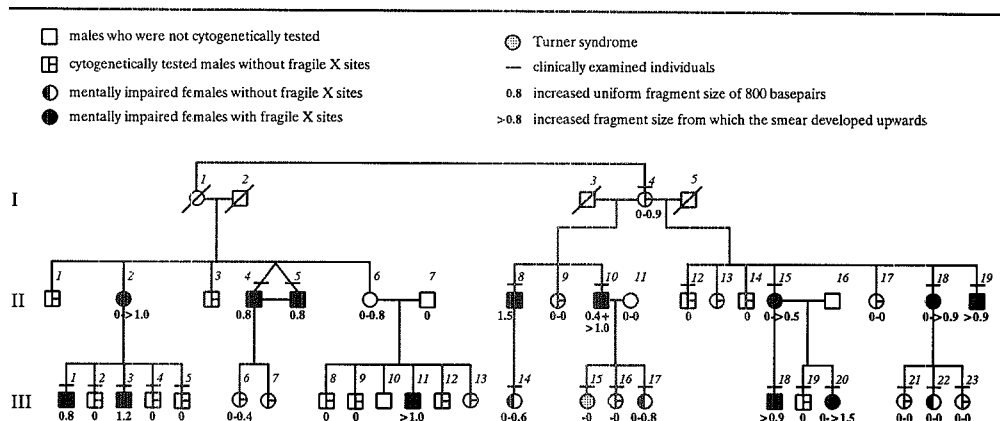 males who were not cytogenetically tested
cytogenetically tested males without fragile X sites
mentally impaired females without fragile X sites
mentally impaired females with fragile X sites
Turner syndrome
clinically examined individuals
0.8 increased uniform fragment size of 800 basepairs
>0.8 increased fragment size from which the smear developed upwards
1 2 3 4 5
I
0-0.9
1 2 3 4 5 6 7 8 9 10 11 12 13 14 15 16 17 18 19
II
0->1.0 0.8 0.8 0-0.8 0 1.5 0-0 0.4+ 0-0 0 0 0->0.5 0-0 0->0.9 >0.9
>1.0
1 2 3 4 5 6 7 8 9 10 11 12 13 14 15 16 17 18 19 20 21 22 23
III
0.8 0 1.2 0 0 0-0.4 0 0 >1.0 0-0.6 -0 -0 0-0.8 >0.9 0 0->1.5 0-0 0-0 0-0